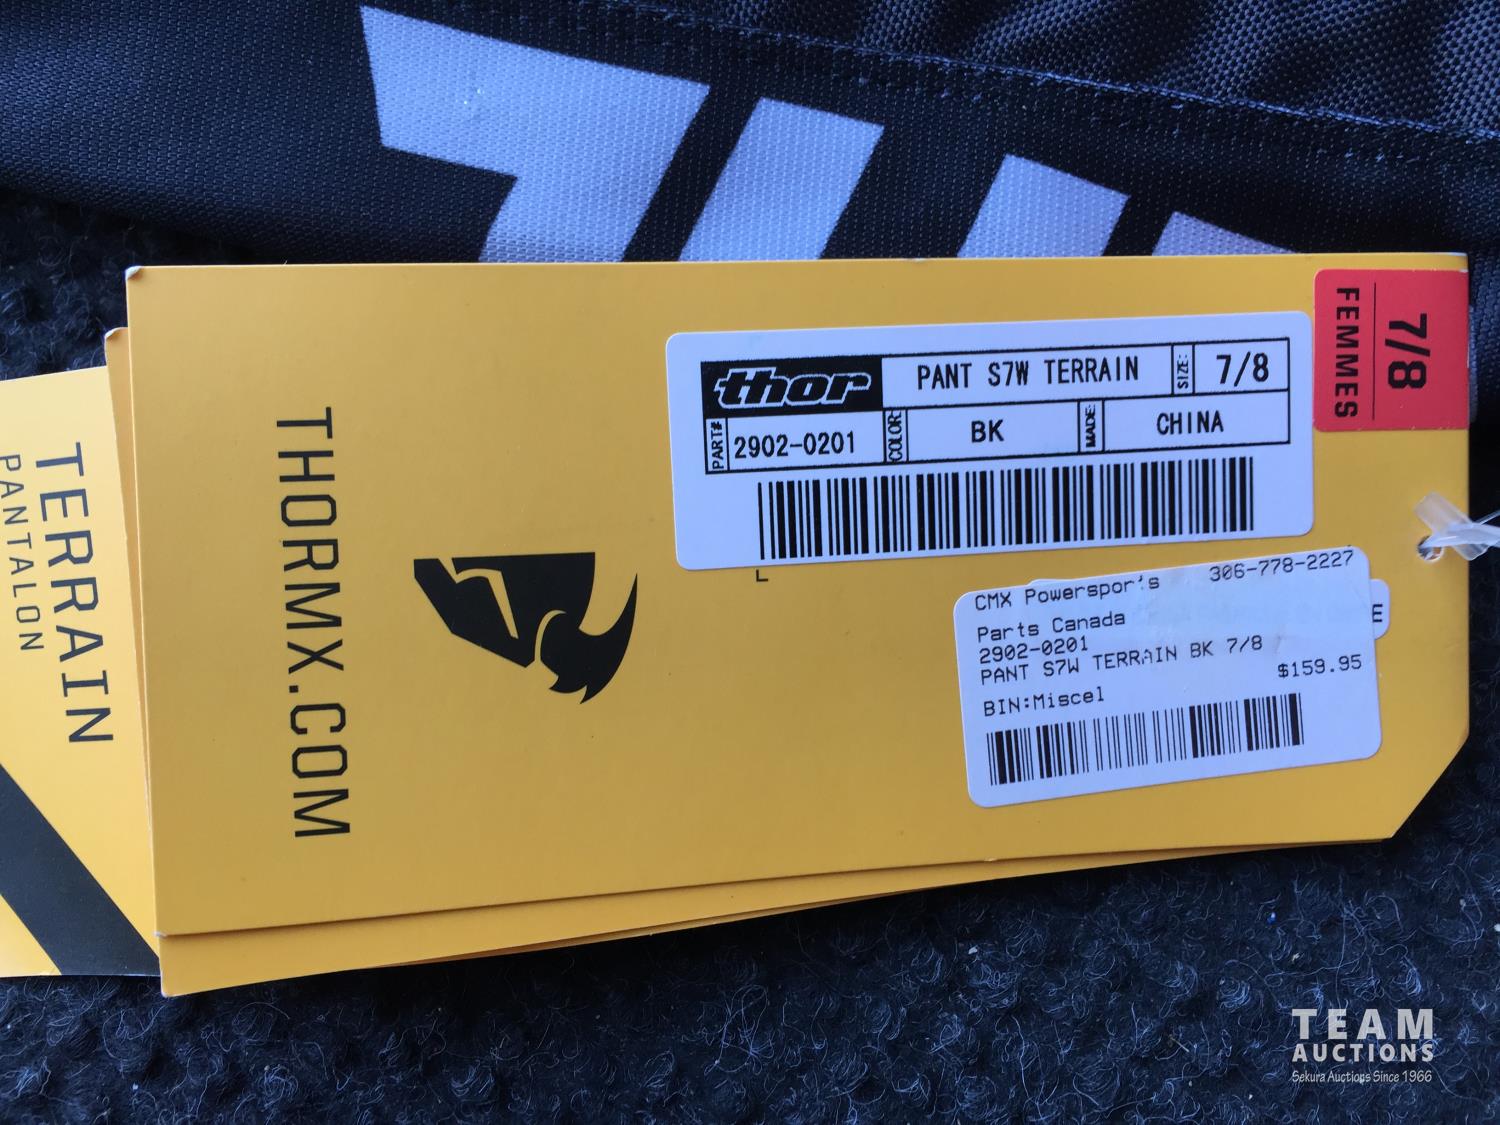 7/8
FEMMES
thor
PANT S7W TERRAIN
SIZE:
7/8
PART#
2902-0201
COLOR:
BK
MADE:
CHINA
CMX Powersports 306-778-2227
Parts Canada
2902-0201
PANT S7W TERRAIN BK 7/8
$159.95
BIN:Miscel
E
THORMX.COM
TERRAIN
PANTALON
TEAM
AUCTIONS
Sekura Auctions Since 1966